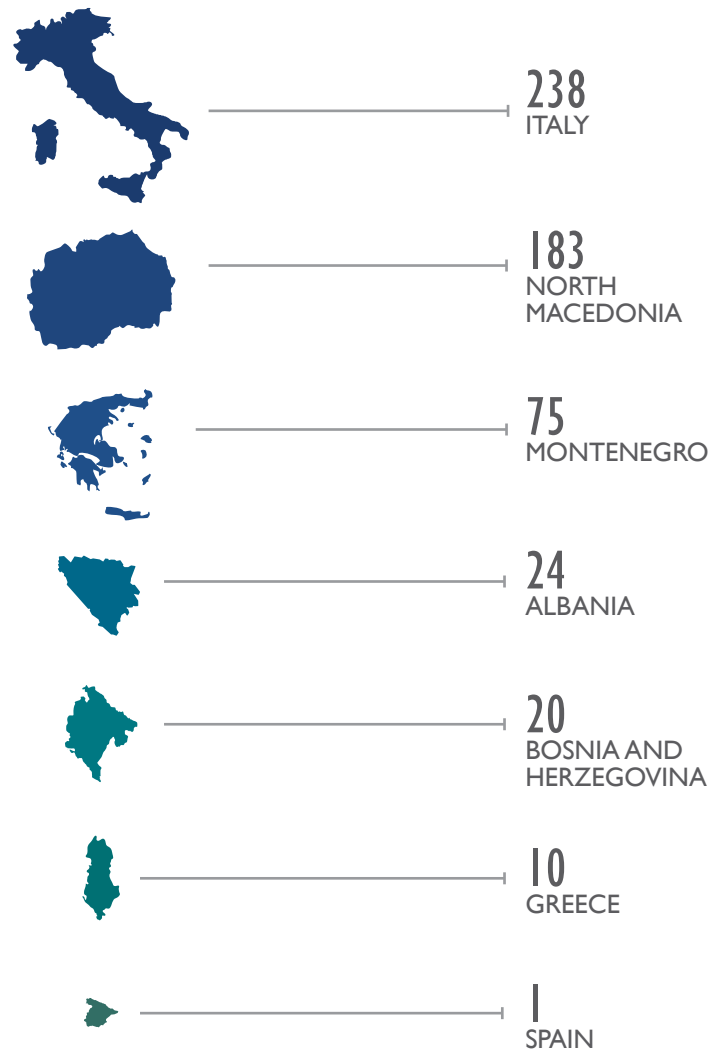 238
ITALY
183
NORTH
MACEDONIA
75
MONTENEGRO
24
ALBANIA
20
BOSNIA AND
HERZEGOVINA
10
GREECE
1
SPAIN